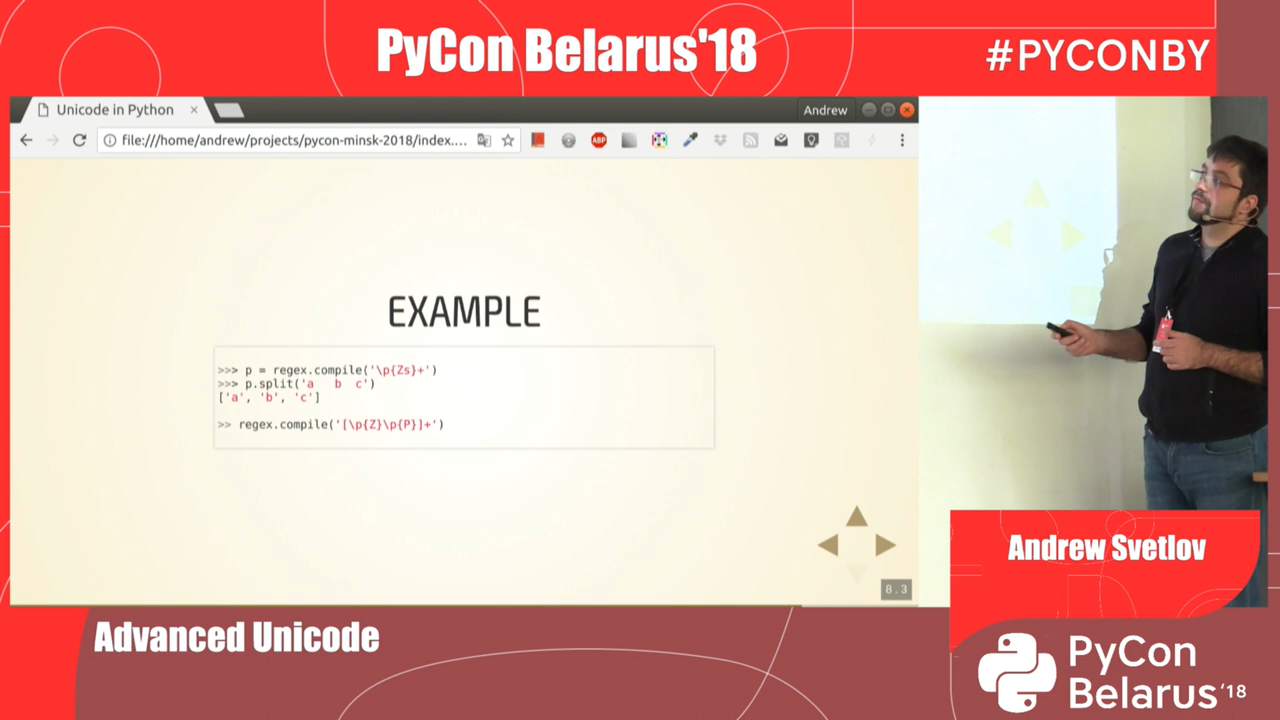 PyCon Belarus'18
#PYCONBY
Unicode in Python
Andrew
file:///home/andrew/projects/pycon-minsk-2018/index....
ABP
EXAMPLE
>>> p = regex.compile('\p{Zs}+')
>>> p.split('a   b  c')
['a', 'b', 'c']
>> regex.compile('[\p{Z}\p{P}]+')
8.3
Andrew Svetlov
Advanced Unicode
PyCon
Belarus '18